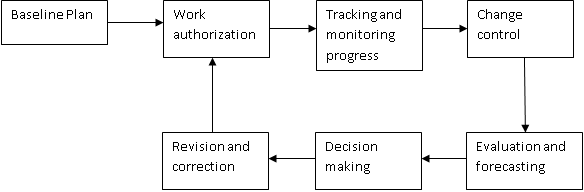 Baseline Plan
Work
authorization
Tracking and
monitoring
progress
Change
control
Revision and
correction
Decision
making
Evaluation and
forecasting